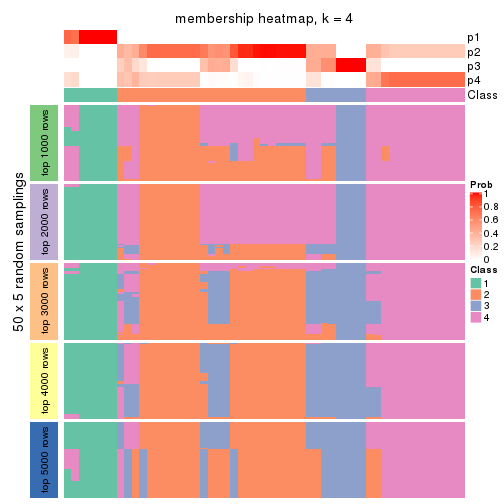 membership heatmap, k = 4
p1
p2
p3
p4
Class
50 x 5 random samplings
top 1000 rows
top 2000 rows
top 3000 rows
top 4000 rows
top 5000 rows
Prob
1
0.8
0.6
0.4
0.2
0
Class
1
2
3
4